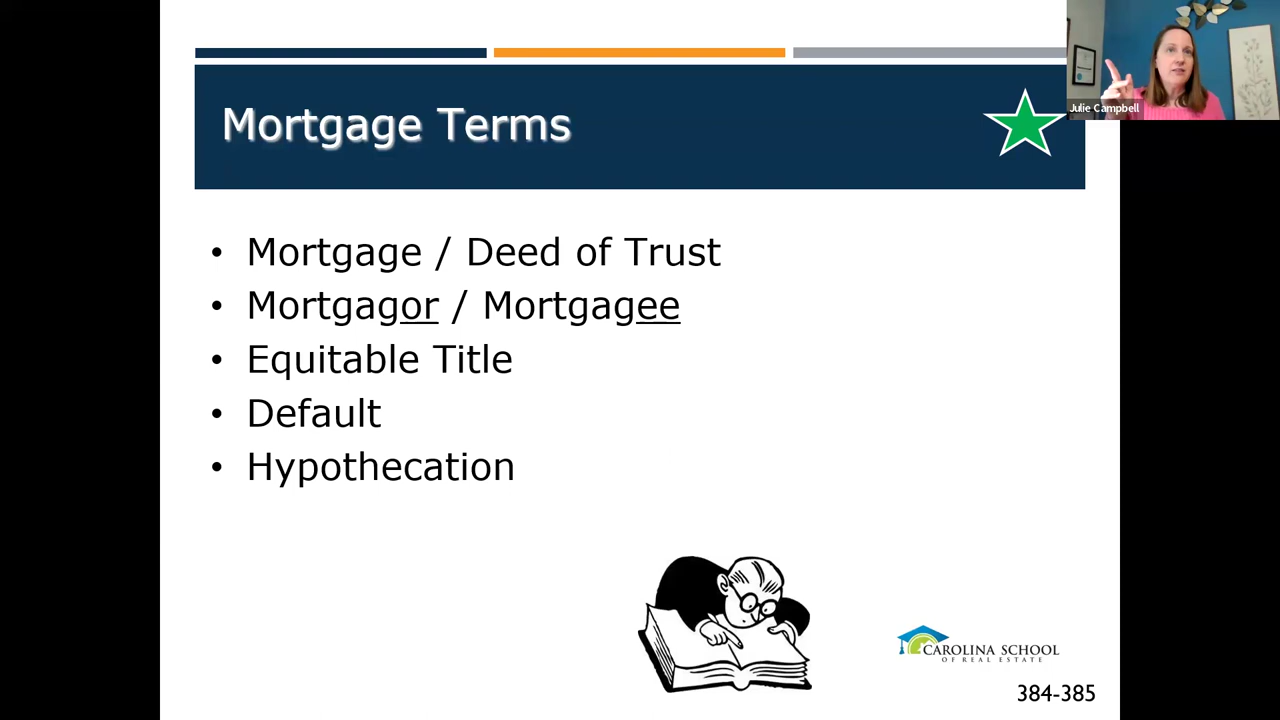 Mortgage Terms
Julie Campbell
• Mortgage / Deed of Trust
• Mortgagor / Mortgagee
• Equitable Title
• Default
• Hypothecation
CAROLINA SCHOOL
OF REAL ESTATE
384-385